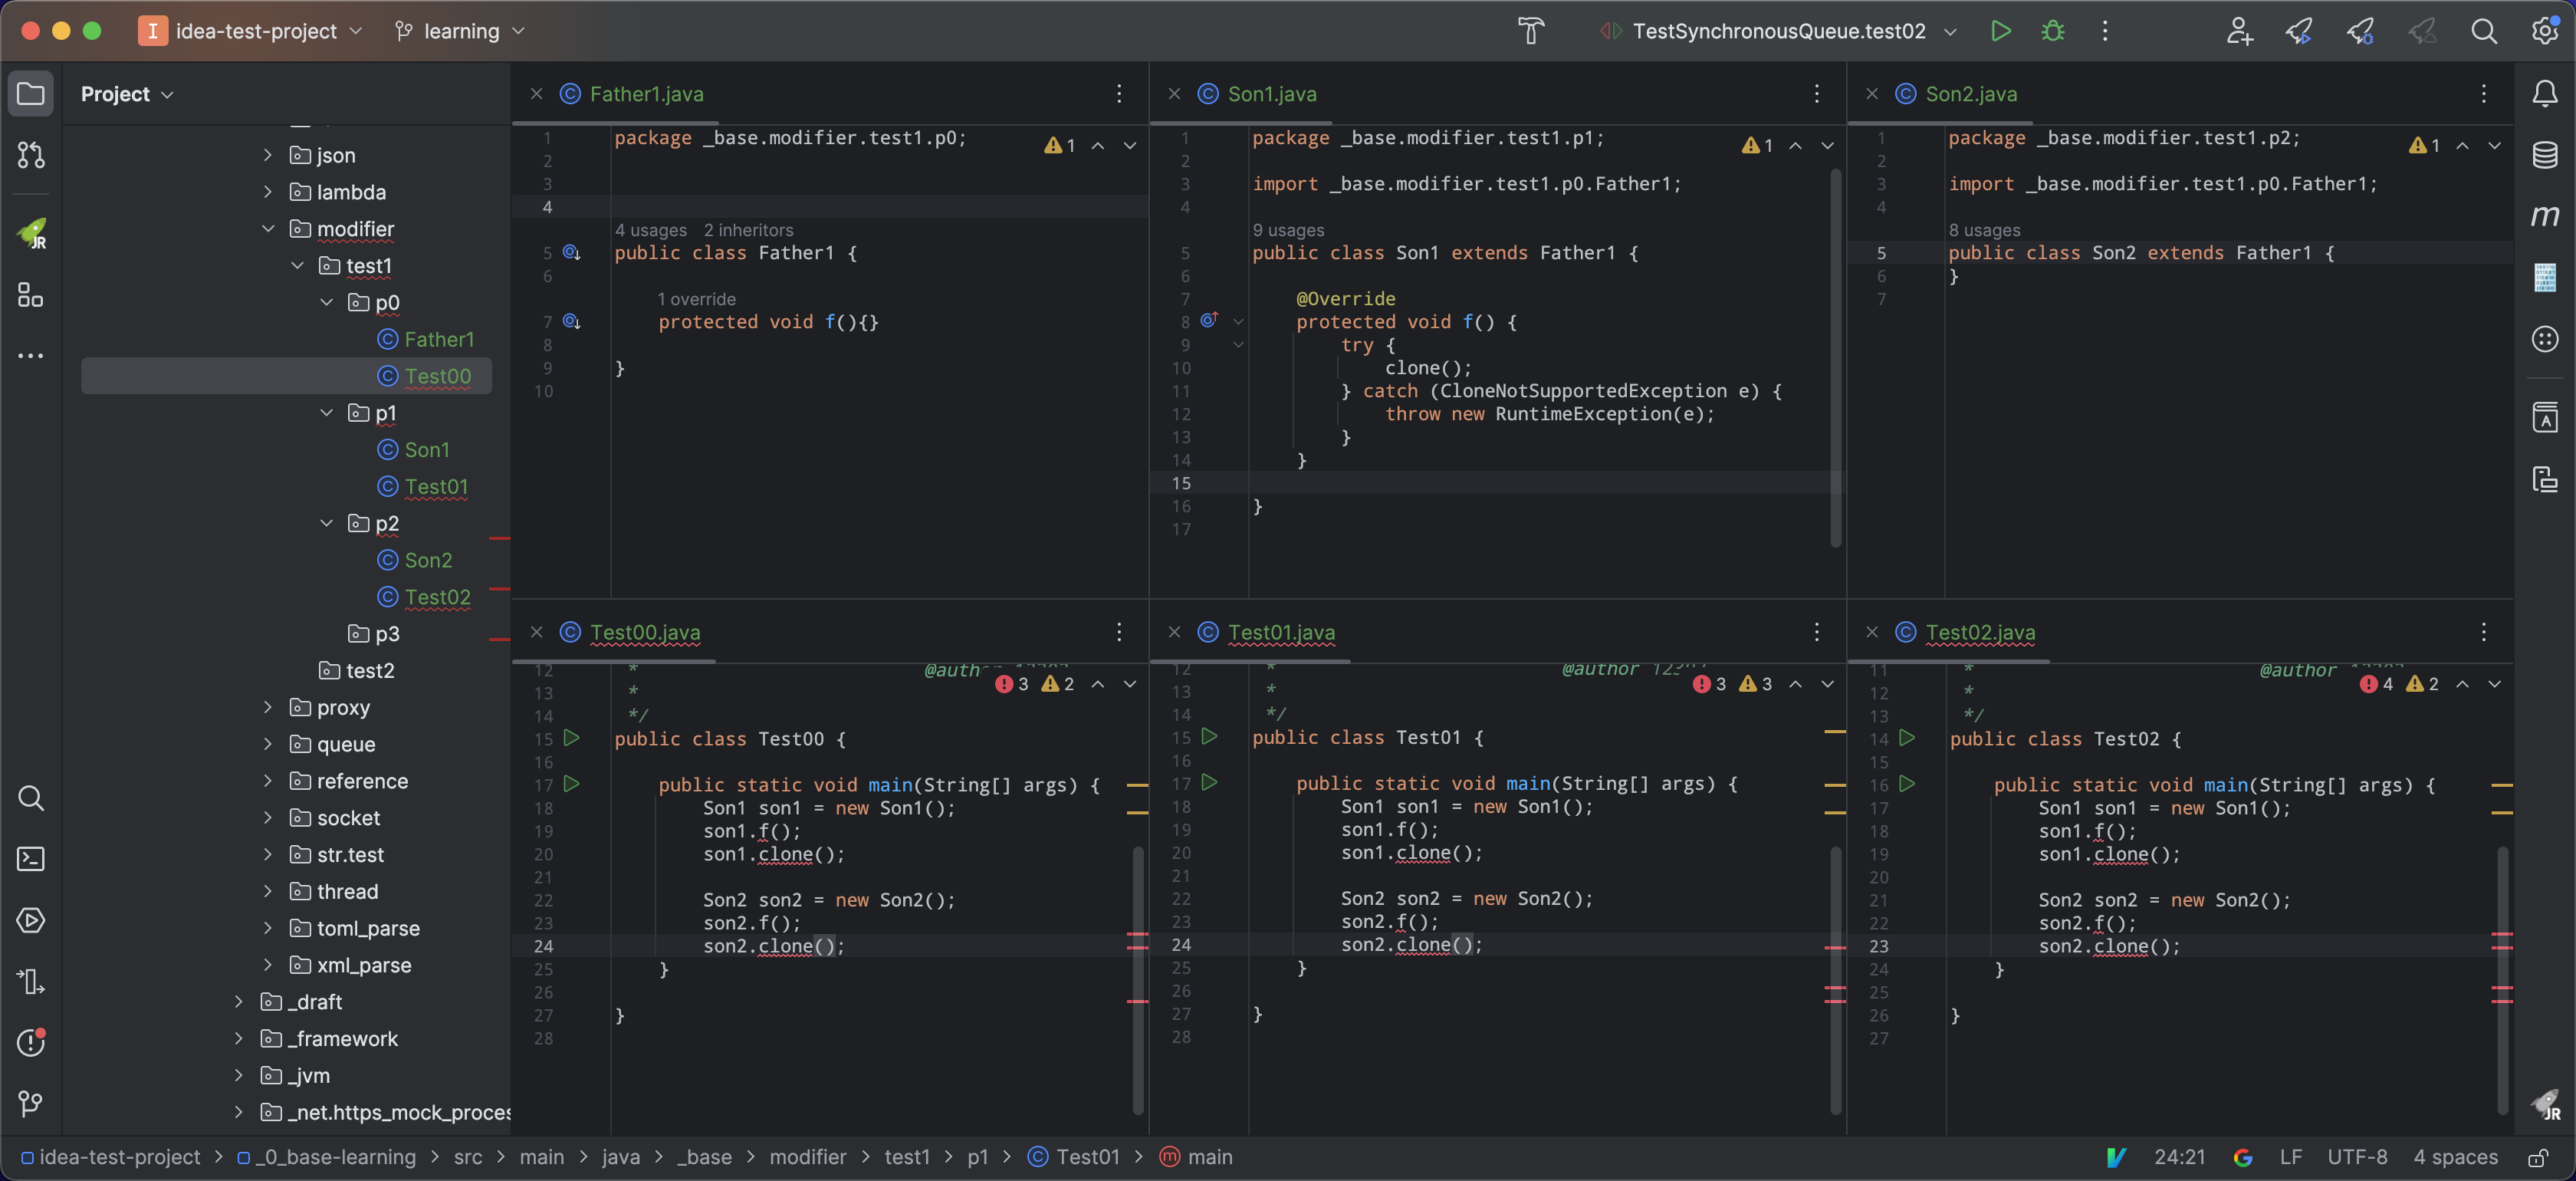 I idea-test-project learning TestSynchronousQueue.test02
Project
json
lambda
modifier
test1
p0
Father1
Test00
p1
Son1
Test01
p2
Son2
Test02
p3
test2
proxy
queue
reference
socket
str.test
thread
toml_parse
xml_parse
_draft
_framework
_jvm
_net.https_mock_proces
Father1.java
1 package _base.modifier.test1.p0;
1
2
3
4
4 usages 2 inheritors
5 public class Father1 {
6
1 override
7 protected void f(){}
8
9 }
10
Son1.java
1 package _base.modifier.test1.p1;
1
2
3 import _base.modifier.test1.p0.Father1;
4
9 usages
5 public class Son1 extends Father1 {
6
7 @Override
8 protected void f() {
9 try {
10 clone();
11 } catch (CloneNotSupportedException e) {
12 throw new RuntimeException(e);
13 }
14 }
15
16 }
17
Son2.java
1 package _base.modifier.test1.p2;
1
2
3 import _base.modifier.test1.p0.Father1;
4
8 usages
5 public class Son2 extends Father1 {
6 }
7
Test00.java
12 * @author
3 2
13 *
14 */
15 public class Test00 {
16
17 public static void main(String[] args) {
18 Son1 son1 = new Son1();
19 son1.f();
20 son1.clone();
21
22 Son2 son2 = new Son2();
23 son2.f();
24 son2.clone();
25 }
26
27 }
28
Test01.java
12 * @author
3 3
13 *
14 */
15 public class Test01 {
16
17 public static void main(String[] args) {
18 Son1 son1 = new Son1();
19 son1.f();
20 son1.clone();
21
22 Son2 son2 = new Son2();
23 son2.f();
24 son2.clone();
25 }
26
27 }
28
Test02.java
11 * @author
4 2
12 *
13 */
14 public class Test02 {
15
16 public static void main(String[] args) {
17 Son1 son1 = new Son1();
18 son1.f();
19 son1.clone();
20
21 Son2 son2 = new Son2();
22 son2.f();
23 son2.clone();
24 }
25
26 }
27
JR
m
A
JR
idea-test-project > _0_base-learning > src > main > java > _base > modifier > test1 > p1 > Test01 > m main
24:21 G LF UTF-8 4 spaces